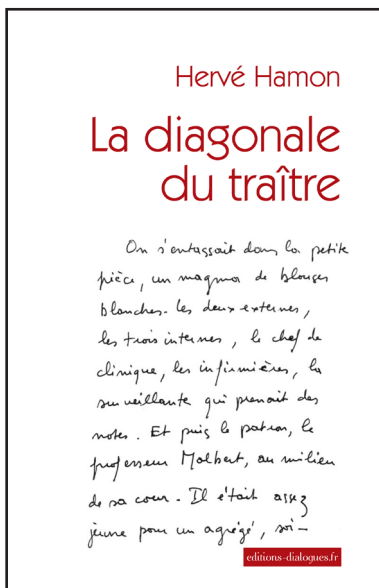 Hervé Hamon
La diagonale
du traître
On s'entassait dans la petite
pièce, un magma de blouses
blanches. Les deux externes,
les trois internes, le chef de
clinique, les infirmières, la
surveillante qui prenait des
notes. Et puis le patron, le
professeur Malbert, au milieu
de sa cour. Il était assez
jeune pour un agrégé, soi-
editions-dialogues.fr